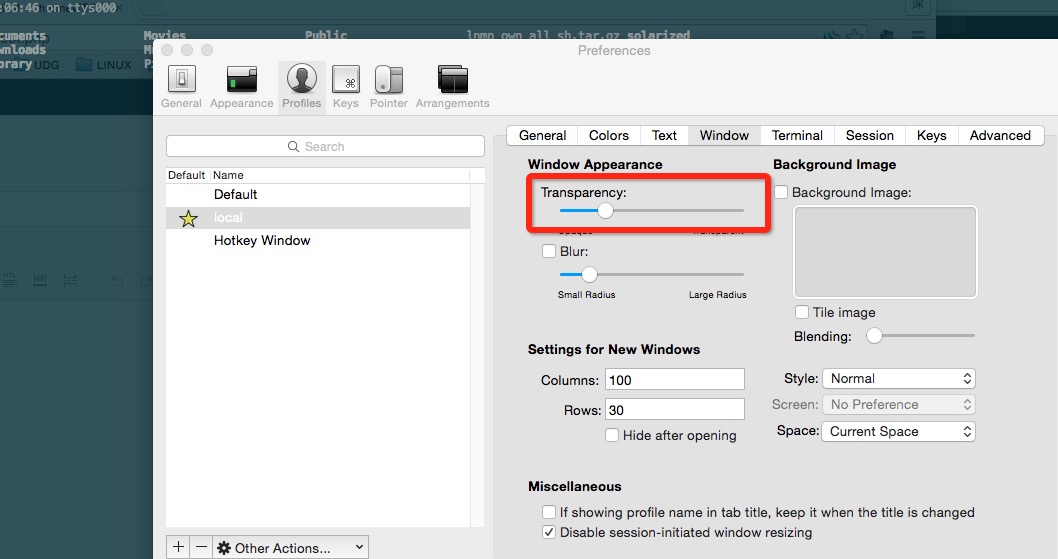 :06:46 on ttys000
cuments Movies Public lnmp_own_all_sh.tar.gz solarized
wnloads
brary
UDG LINUX
Preferences
General Appearance Profiles Keys Pointer Arrangements
Search
General Colors Text Window Terminal Session Keys Advanced
Default Name
Default
local
Hotkey Window
Window Appearance
Transparency:
Opaque Transparent
Blur:
Small Radius Large Radius
Background Image
Background Image:
Tile image
Blending:
Settings for New Windows
Columns: 100
Rows: 30
Hide after opening
Style: Normal
Screen: No Preference
Space: Current Space
Miscellaneous
If showing profile name in tab title, keep it when the title is changed
Disable session-initiated window resizing
+ − Other Actions...